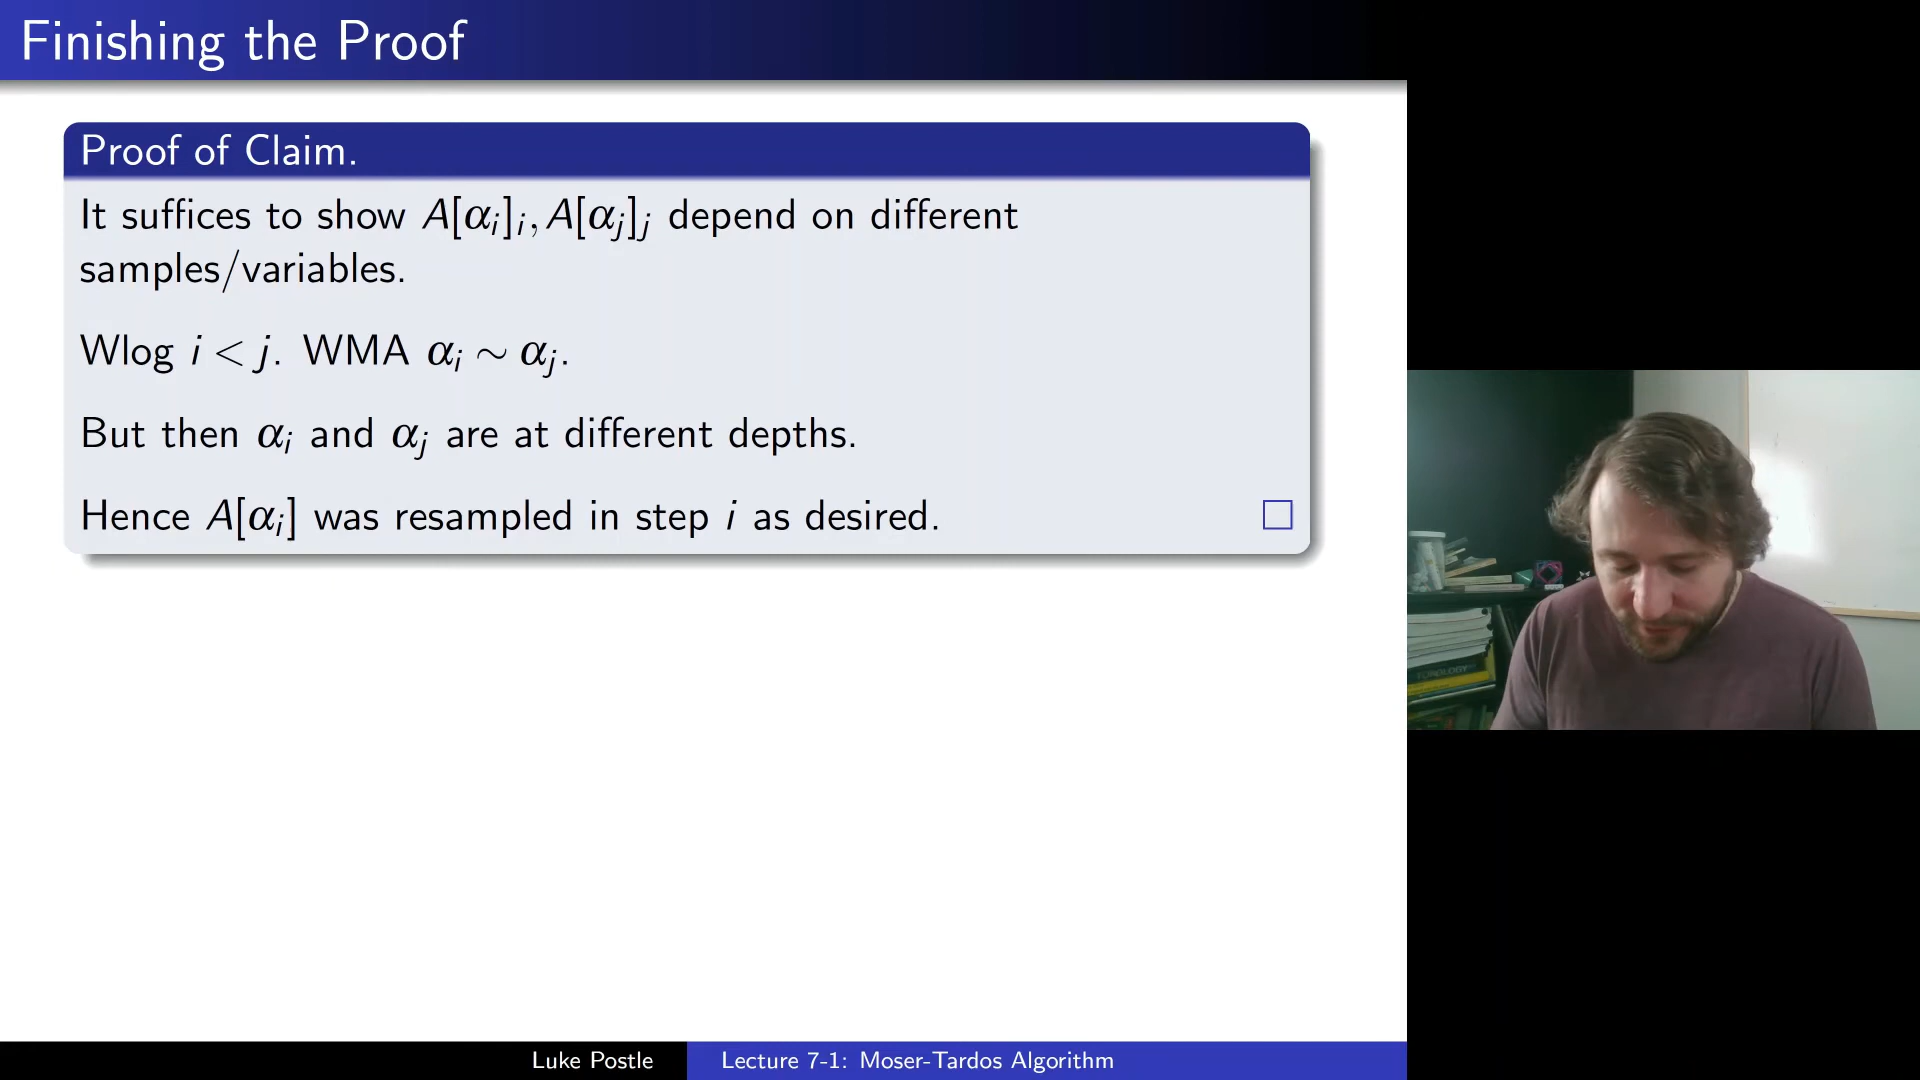 Finishing the Proof
Proof of Claim.
It suffices to show A[αᵢ]ᵢ, A[αⱼ]ⱼ depend on different
samples/variables.
Wlog i < j. WMA αᵢ ∼ αⱼ.
But then αᵢ and αⱼ are at different depths.
Hence A[αᵢ] was resampled in step i as desired. □
Luke Postle
Lecture 7-1: Moser-Tardos Algorithm